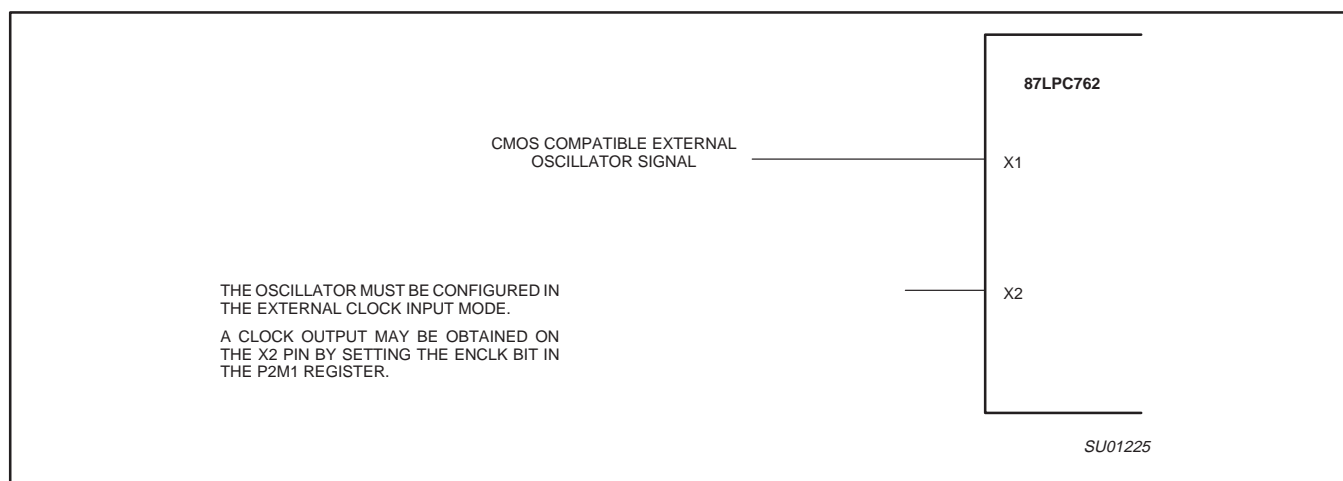 87LPC762
CMOS COMPATIBLE EXTERNAL
OSCILLATOR SIGNAL
X1
THE OSCILLATOR MUST BE CONFIGURED IN
THE EXTERNAL CLOCK INPUT MODE.
X2
A CLOCK OUTPUT MAY BE OBTAINED ON
THE X2 PIN BY SETTING THE ENCLK BIT IN
THE P2M1 REGISTER.
SU01225